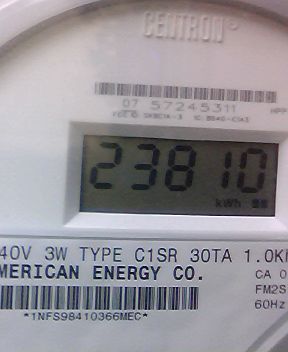 CENTRON®
07 57245311
23810
kWh
40V 3W TYPE C1SR 30TA 1.0K
MERICAN ENERGY CO.
CA 0
FM2S
60Hz
*1NFS98410366MEC*